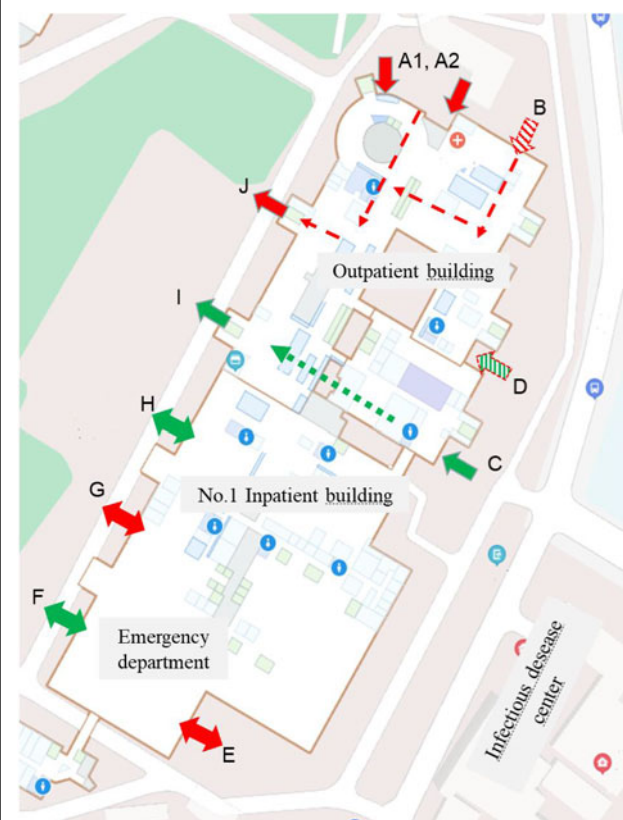 A1, A2
B
J
Outpatient building
I
D
H
C
G
No.1 Inpatient building
F
Emergency
department
Infectious desease
center
E